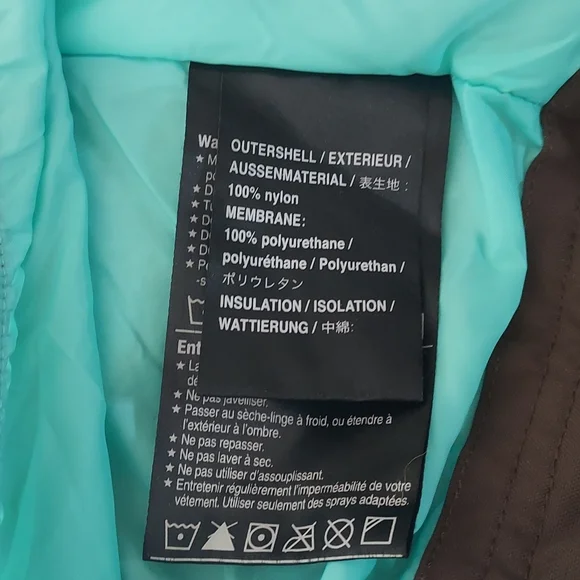 OUTERSHELL / EXTERIEUR /
AUSSENMATERIAL / 表生地 :
100% nylon
MEMBRANE:
100% polyurethane /
polyuréthane / Polyurethan /
ポリウレタン
INSULATION / ISOLATION /
WATTIERUNG / 中綿:
★ Ne pas javelliser.
★ Passer au sèche-linge à froid, ou étendre à
l'extérieur à l'ombre.
★ Ne pas repasser.
★ Ne pas laver à sec.
★ Ne pas utiliser d'assouplissant.
★ Entretenir régulièrement l'imperméabilité de votre
vêtement. Utiliser seulement des sprays adaptées.